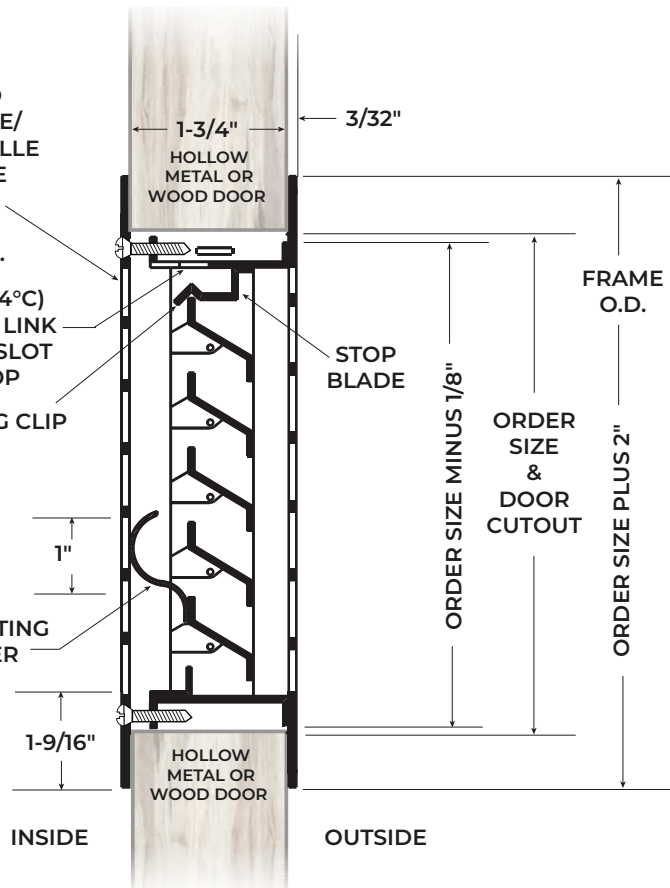 E/
LLE
E
.
4°C)
LINK
SLOT
OP
G CLIP
1"
TING
ER
1-9/16"
INSIDE
1-3/4"
HOLLOW
METAL OR
WOOD DOOR
3/32"
STOP
BLADE
ORDER SIZE MINUS 1/8"
ORDER
SIZE
&
DOOR
CUTOUT
FRAME
O.D.
ORDER SIZE PLUS 2"
HOLLOW
METAL OR
WOOD DOOR
OUTSIDE